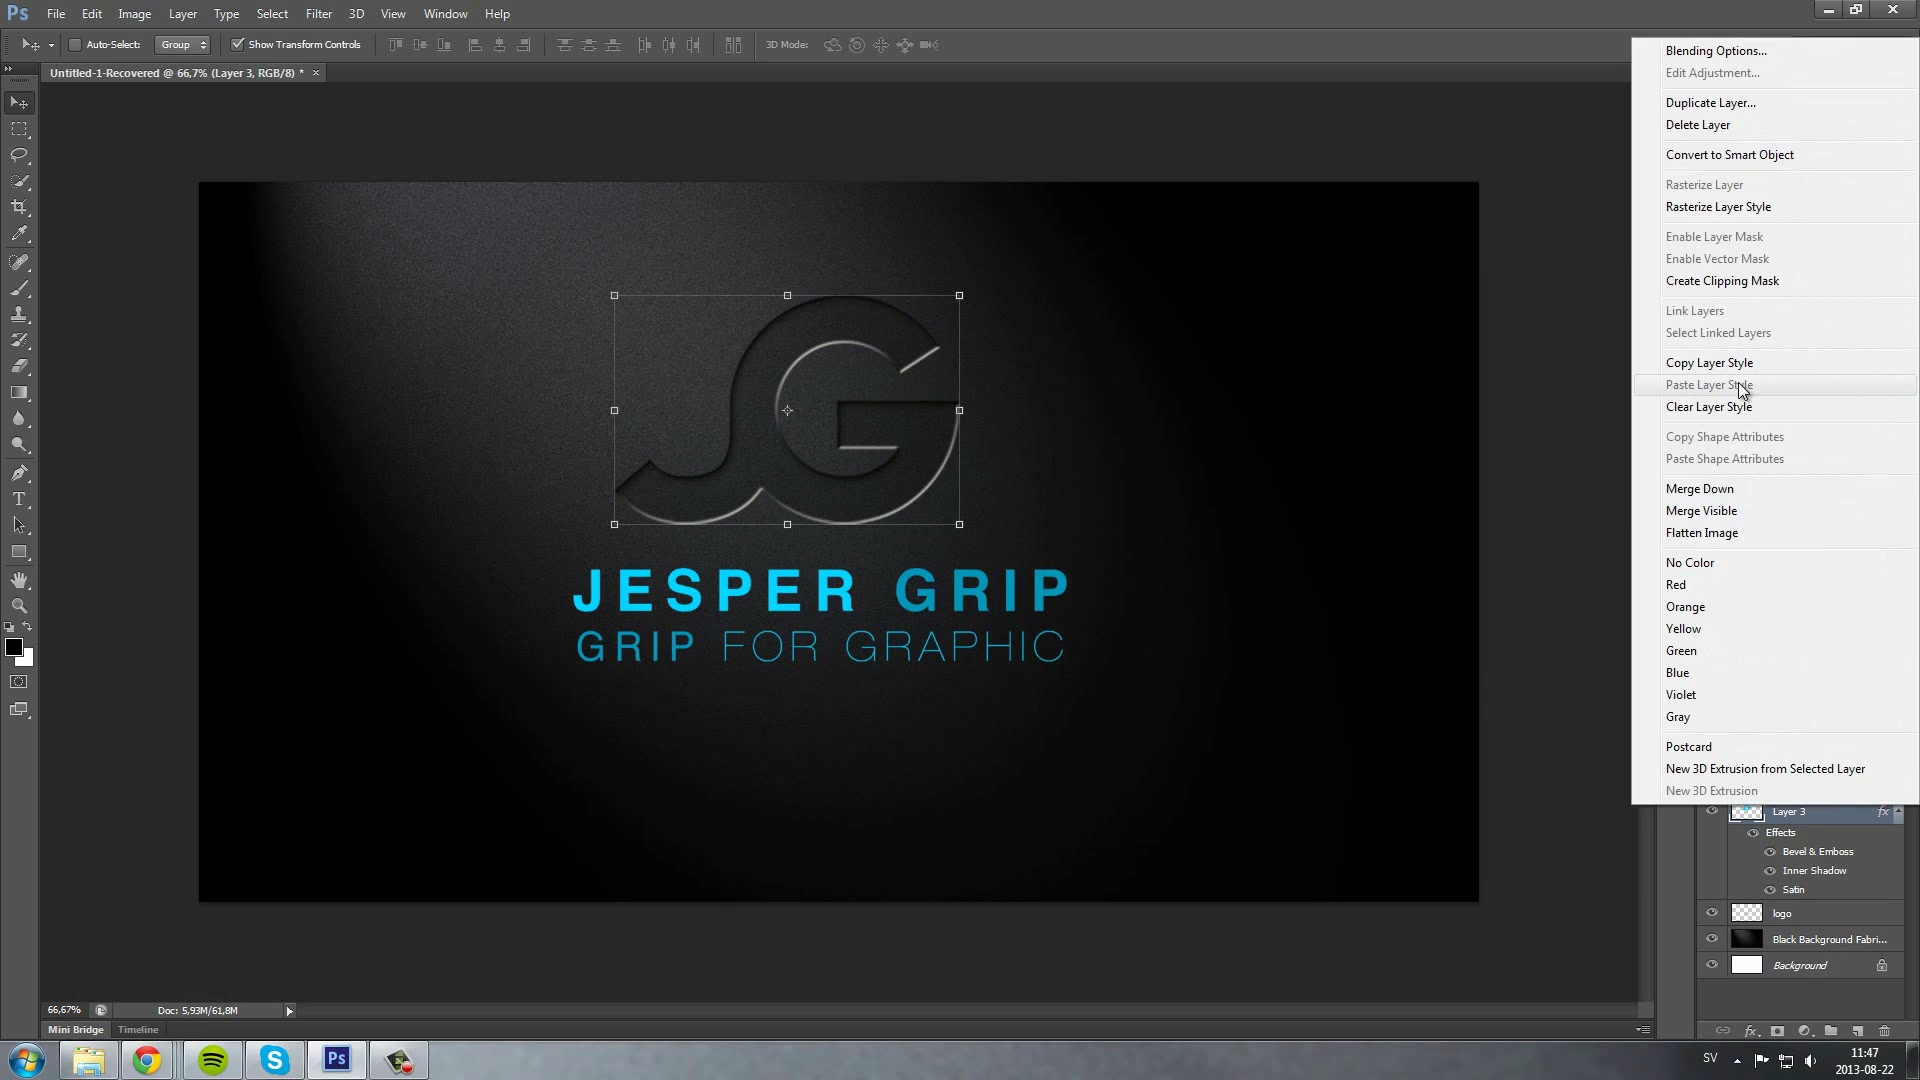 Ps File Edit Image Layer Type Select Filter 3D View Window Help
Auto-Select: Group Show Transform Controls 3D Mode:
Untitled-1-Recovered @ 66,7% (Layer 3, RGB/8) * ×
Blending Options...
Edit Adjustment...
Duplicate Layer...
Delete Layer
Convert to Smart Object
Rasterize Layer
Rasterize Layer Style
Enable Layer Mask
Enable Vector Mask
Create Clipping Mask
Link Layers
Select Linked Layers
Copy Layer Style
Paste Layer Style
Clear Layer Style
Copy Shape Attributes
Paste Shape Attributes
Merge Down
Merge Visible
Flatten Image
No Color
Red
Orange
Yellow
Green
Blue
Violet
Gray
Postcard
New 3D Extrusion from Selected Layer
New 3D Extrusion
JG
JESPER GRIP
GRIP FOR GRAPHIC
Layer 3 fx
Effects
Bevel & Emboss
Inner Shadow
Satin
logo
Black Background Fabri...
Background
66,67% Doc: 5,93M/61,8M
Mini Bridge Timeline
fx
Ps
SV
11:47
2013-08-22